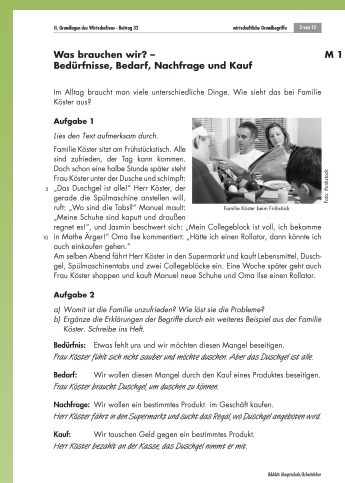 II. Grundlagen des Wirtschaftens - Beitrag 32 wirtschaftliche Grundbegriffe 3 von 12
Was brauchen wir? – M 1
Bedürfnisse, Bedarf, Nachfrage und Kauf
Im Alltag braucht man viele unterschiedliche Dinge. Wie sieht das bei Familie
Köster aus?
Aufgabe 1
Lies den Text aufmerksam durch.
Familie Köster sitzt am Frühstückstisch. Alle
sind zufrieden, der Tag kann kommen.
Doch schon eine halbe Stunde später steht
Frau Köster unter der Dusche und schimpft:
5 „Das Duschgel ist alle!“ Herr Köster, der
gerade die Spülmaschine anstellen will,
ruft: „Wo sind die Tabs?“ Manuel mault:
„Meine Schuhe sind kaputt und draußen
regnet es!“, und Jasmin beschwert sich: „Mein Collegeblock ist voll, ich bekomme
10 in Mathe Ärger!“ Oma Ilse kommentiert: „Hätte ich einen Rollator, dann könnte ich
auch einkaufen gehen.“
Am selben Abend fährt Herr Köster in den Supermarkt und kauft Lebensmittel, Dusch-
gel, Spülmaschinentabs und zwei Collegeblöcke ein. Eine Woche später geht auch
Frau Köster shoppen und kauft Manuel neue Schuhe und Oma Ilse einen Rollator.
Familie Köster beim Frühstück
Foto: Thinkstock
Aufgabe 2
a) Womit ist die Familie unzufrieden? Wie löst sie die Probleme?
b) Ergänze die Erklärungen der Begriffe durch ein weiteres Beispiel aus der Familie
Köster. Schreibe ins Heft.
Bedürfnis: Etwas fehlt uns und wir möchten diesen Mangel beseitigen.
Frau Köster fühlt sich nicht sauber und möchte duschen. Aber das Duschgel ist alle.
Bedarf: Wir wollen diesen Mangel durch den Kauf eines Produktes beseitigen.
Frau Köster braucht Duschgel, um duschen zu können.
Nachfrage: Wir wollen ein bestimmtes Produkt im Geschäft kaufen.
Herr Köster fährt in den Supermarkt und sucht das Regal, wo Duschgel angeboten wird.
Kauf: Wir tauschen Geld gegen ein bestimmtes Produkt.
Herr Köster bezahlt an der Kasse, das Duschgel nimmt er mit.
RAAbits Hauptschule/Arbeitslehre